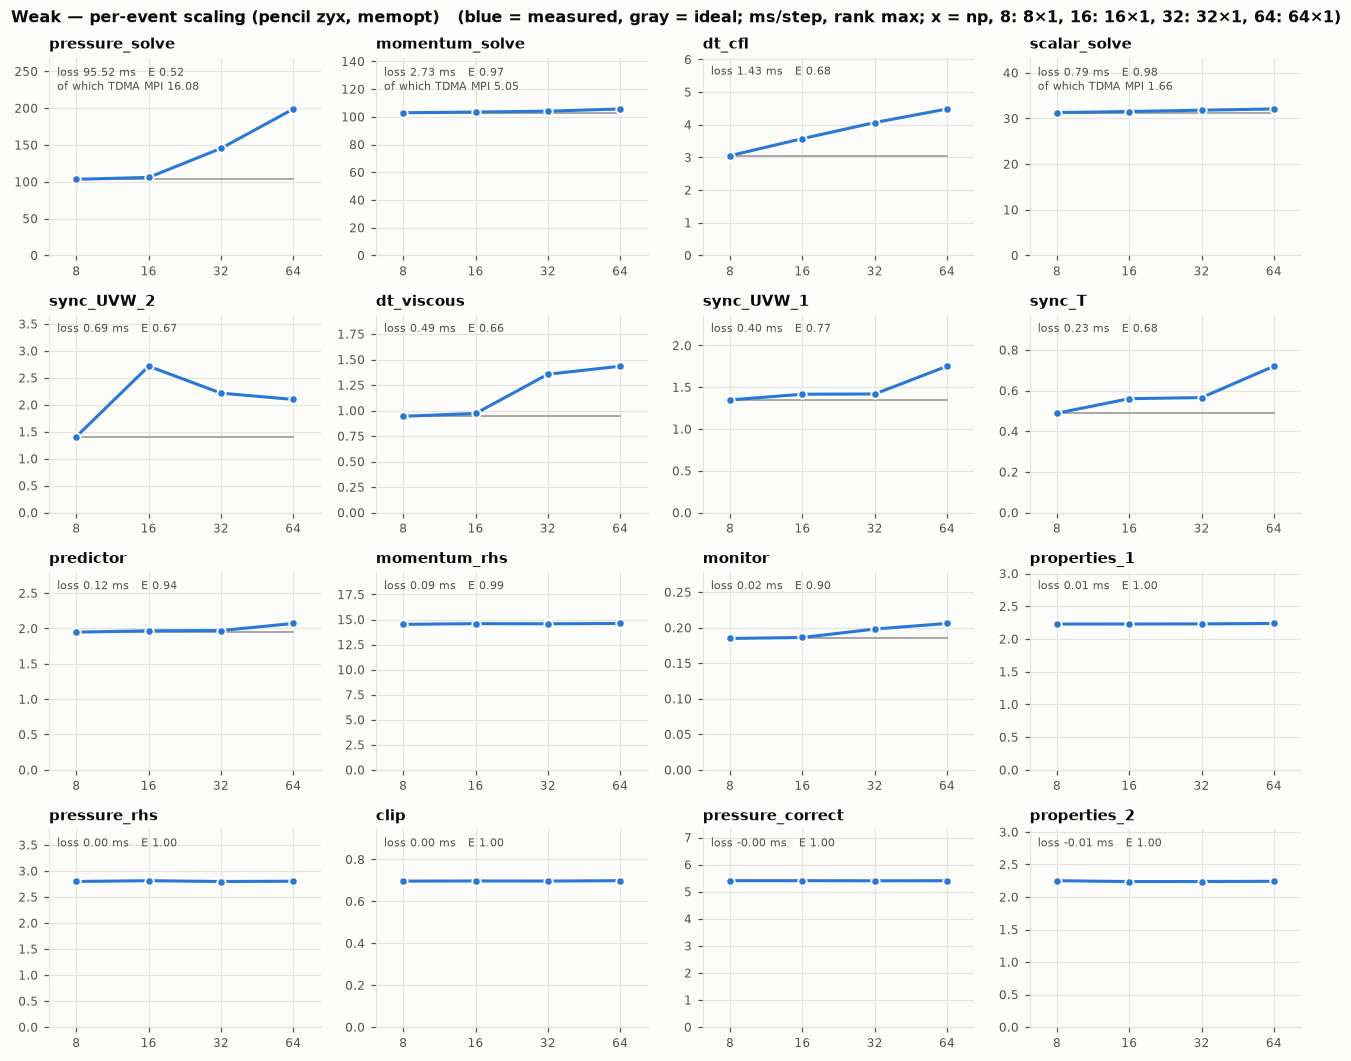 Weak — per-event scaling (pencil zyx, memopt)   (blue = measured, gray = ideal; ms/step, rank max; x = np, 8: 8×1, 16: 16×1, 32: 32×1, 64: 64×1)
pressure_solve
loss 95.52 ms   E 0.52
of which TDMA MPI 16.08
250
200
150
100
50
0
8 16 32 64
momentum_solve
loss 2.73 ms   E 0.97
of which TDMA MPI 5.05
140
120
100
80
60
40
20
0
8 16 32 64
dt_cfl
loss 1.43 ms   E 0.68
6
5
4
3
2
1
0
8 16 32 64
scalar_solve
loss 0.79 ms   E 0.98
of which TDMA MPI 1.66
40
30
20
10
0
8 16 32 64
sync_UVW_2
loss 0.69 ms   E 0.67
3.5
3.0
2.5
2.0
1.5
1.0
0.5
0.0
8 16 32 64
dt_viscous
loss 0.49 ms   E 0.66
1.75
1.50
1.25
1.00
0.75
0.50
0.25
0.00
8 16 32 64
sync_UVW_1
loss 0.40 ms   E 0.77
2.0
1.5
1.0
0.5
0.0
8 16 32 64
sync_T
loss 0.23 ms   E 0.68
0.8
0.6
0.4
0.2
0.0
8 16 32 64
predictor
loss 0.12 ms   E 0.94
2.5
2.0
1.5
1.0
0.5
0.0
8 16 32 64
momentum_rhs
loss 0.09 ms   E 0.99
17.5
15.0
12.5
10.0
7.5
5.0
2.5
0.0
8 16 32 64
monitor
loss 0.02 ms   E 0.90
0.25
0.20
0.15
0.10
0.05
0.00
8 16 32 64
properties_1
loss 0.01 ms   E 1.00
3.0
2.5
2.0
1.5
1.0
0.5
0.0
8 16 32 64
pressure_rhs
loss 0.00 ms   E 1.00
3.5
3.0
2.5
2.0
1.5
1.0
0.5
0.0
8 16 32 64
clip
loss 0.00 ms   E 1.00
0.8
0.6
0.4
0.2
0.0
8 16 32 64
pressure_correct
loss -0.00 ms   E 1.00
7
6
5
4
3
2
1
0
8 16 32 64
properties_2
loss -0.01 ms   E 1.00
3.0
2.5
2.0
1.5
1.0
0.5
0.0
8 16 32 64